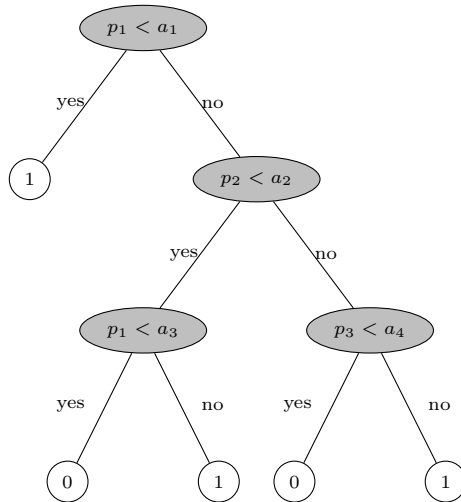 p₁ < a₁
yes no
1
p₂ < a₂
yes no
p₁ < a₃ p₃ < a₄
yes no yes no
0 1 0 1